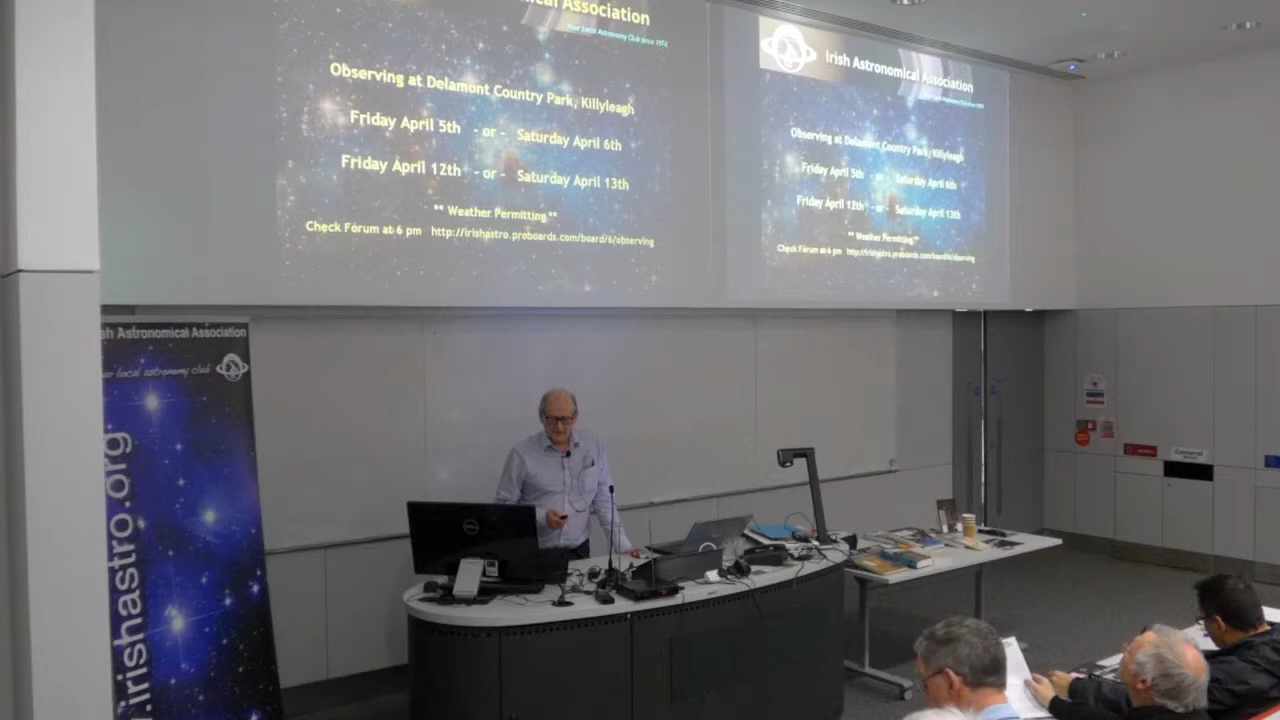 cal Association
Your Local Astronomy Club since 1974
Observing at Delamont Country Park, Killyleagh
Friday April 5th - or - Saturday April 6th
Friday April 12th - or - Saturday April 13th
** Weather Permitting **
Check Forum at 6 pm http://irishastro.proboards.com/board/6/observing
Irish Astronomical Association
Observing at Delamont Country Park, Killyleagh
Friday April 5th - or - Saturday April 6th
Friday April 12th - or - Saturday April 13th
** Weather Permitting **
Check Forum at 6 pm http://irishastro.proboards.com/board/6/observing
sh Astronomical Association
local astronomy club
.irishastro.org
DELL
General